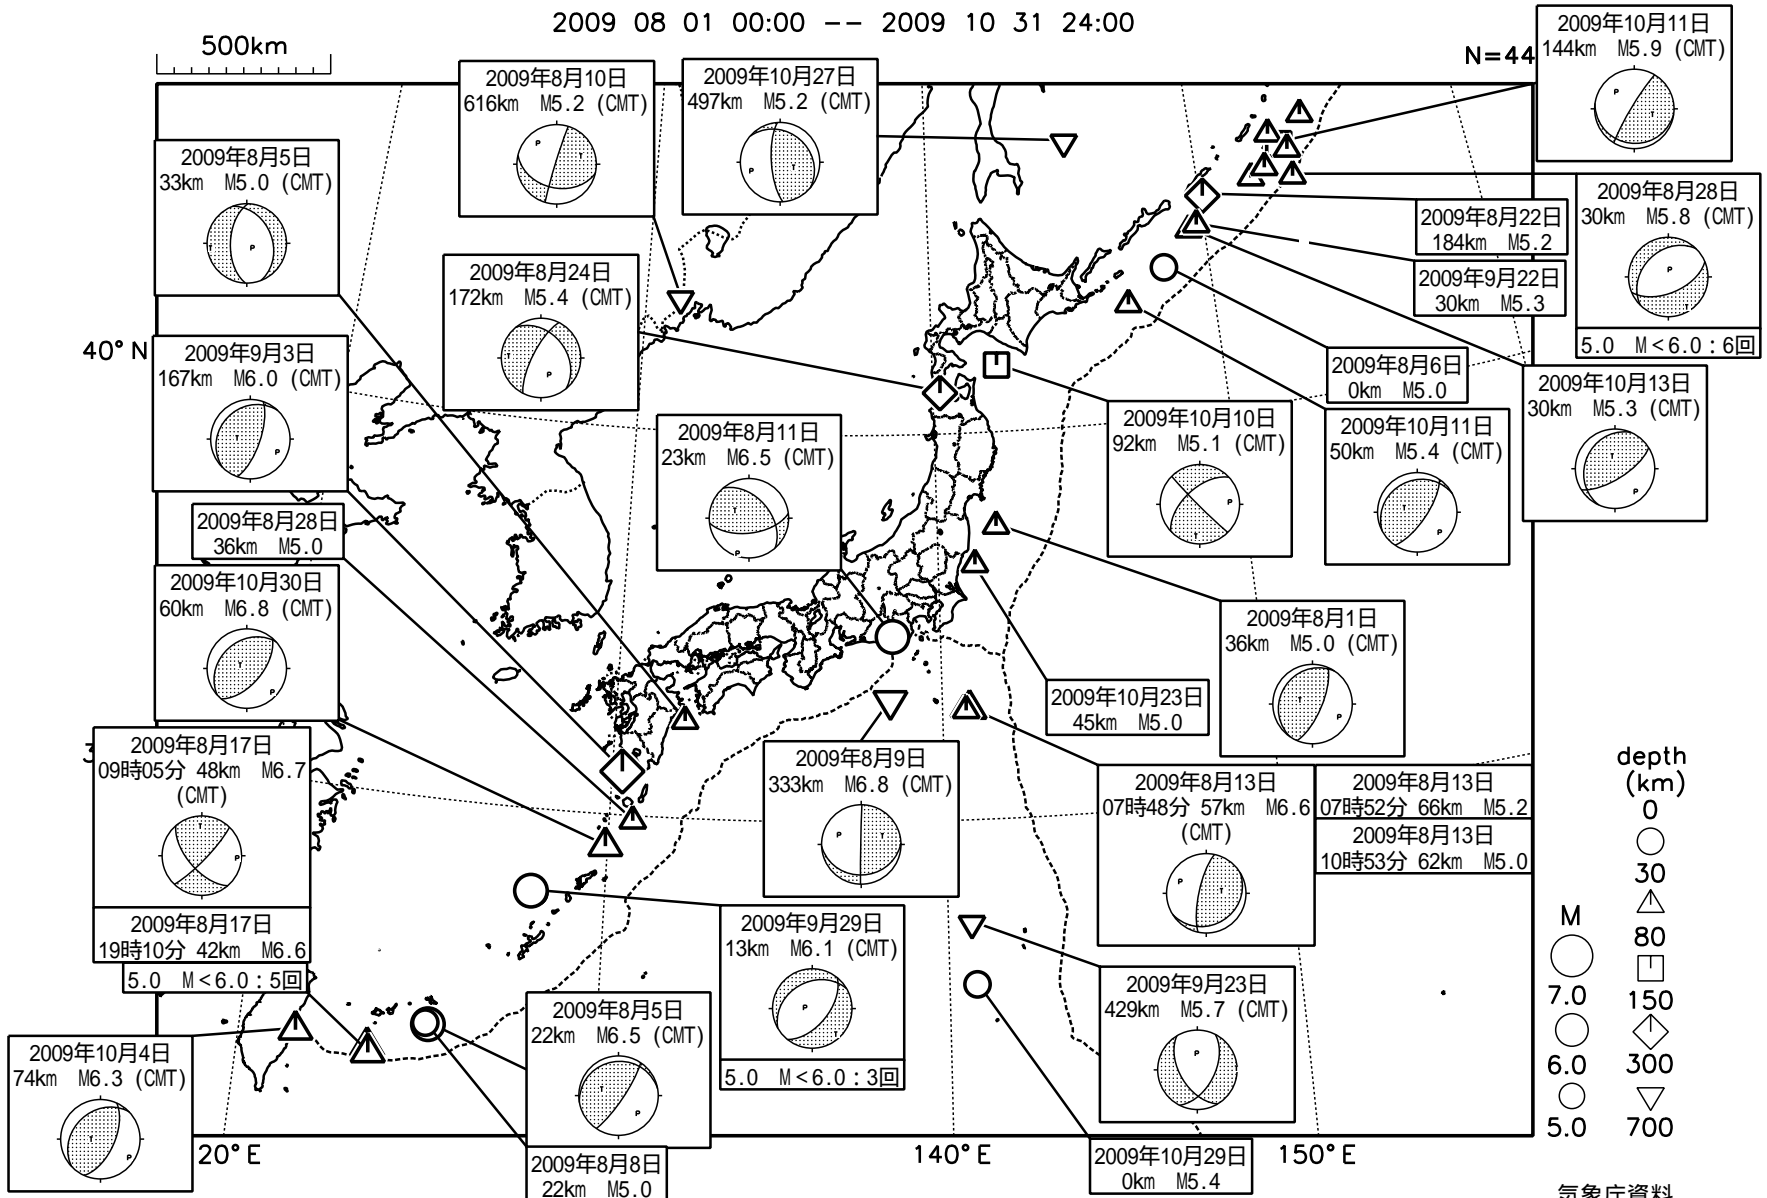 2009 08 01 00:00 -- 2009 10 31 24:00
500km
N=44
2009年10月11日
144km M5.9 (CMT)
2009年8月10日
616km M5.2 (CMT)
2009年10月27日
497km M5.2 (CMT)
2009年8月5日
33km M5.0 (CMT)
2009年8月28日
30km M5.8 (CMT)
5.0 M<6.0:6回
2009年8月22日
184km M5.2
2009年9月22日
30km M5.3
2009年8月24日
172km M5.4 (CMT)
40°N
2009年9月3日
167km M6.0 (CMT)
2009年8月6日
0km M5.0
2009年10月13日
30km M5.3 (CMT)
2009年10月10日
92km M5.1 (CMT)
2009年10月11日
50km M5.4 (CMT)
2009年8月11日
23km M6.5 (CMT)
2009年8月28日
36km M5.0
2009年10月30日
60km M6.8 (CMT)
2009年8月1日
36km M5.0 (CMT)
2009年10月23日
45km M5.0
2009年8月17日
09時05分 48km M6.7
(CMT)
2009年8月17日
19時10分 42km M6.6
5.0 M<6.0:5回
2009年8月9日
333km M6.8 (CMT)
2009年8月13日
07時48分 57km M6.6
(CMT)
2009年8月13日
07時52分 66km M5.2
2009年8月13日
10時53分 62km M5.0
2009年9月29日
13km M6.1 (CMT)
5.0 M<6.0:3回
2009年9月23日
429km M5.7 (CMT)
2009年8月5日
22km M6.5 (CMT)
2009年10月4日
74km M6.3 (CMT)
2009年8月8日
22km M5.0
2009年10月29日
0km M5.4
20°E
140°E
150°E
M
7.0
6.0
5.0
depth
(km)
0
30
80
150
300
700
気象庁資料